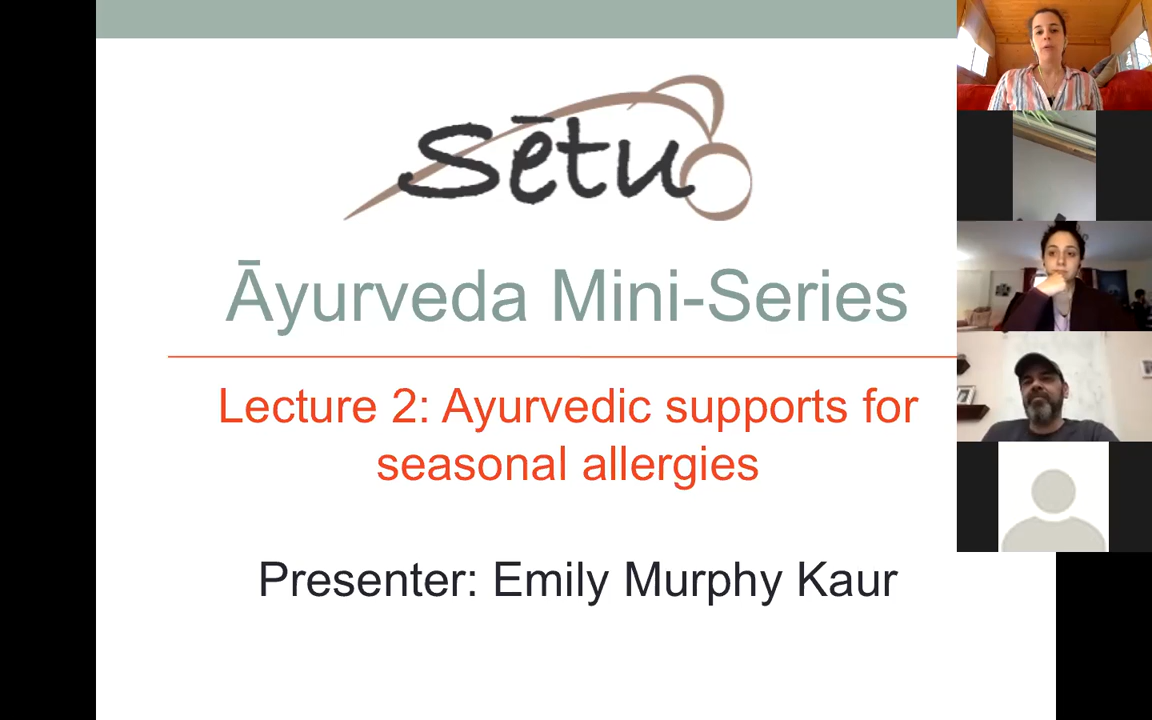 Sētu
Āyurveda Mini-Series
Lecture 2: Ayurvedic supports for
seasonal allergies
Presenter: Emily Murphy Kaur